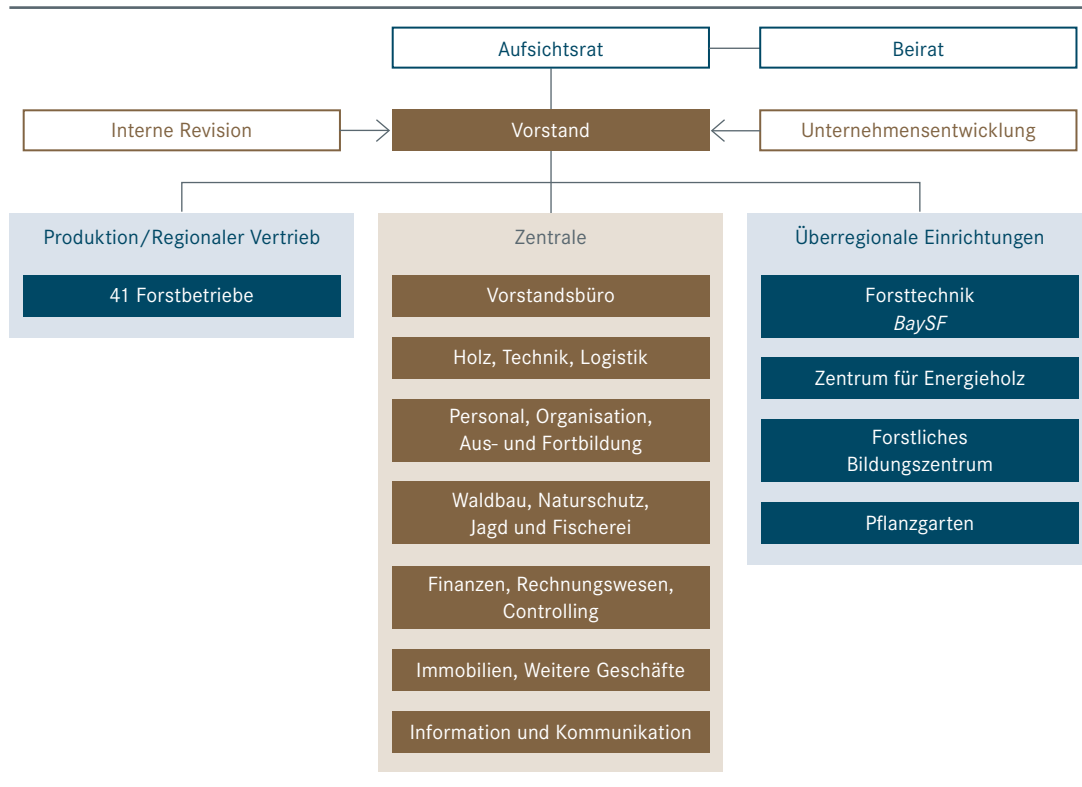 Aufsichtsrat
Beirat
Interne Revision
Vorstand
Unternehmensentwicklung
Produktion/Regionaler Vertrieb
41 Forstbetriebe
Zentrale
Vorstandsbüro
Holz, Technik, Logistik
Personal, Organisation,
Aus- und Fortbildung
Waldbau, Naturschutz,
Jagd und Fischerei
Finanzen, Rechnungswesen,
Controlling
Immobilien, Weitere Geschäfte
Information und Kommunikation
Überregionale Einrichtungen
Forsttechnik
BaySF
Zentrum für Energieholz
Forstliches
Bildungszentrum
Pflanzgarten